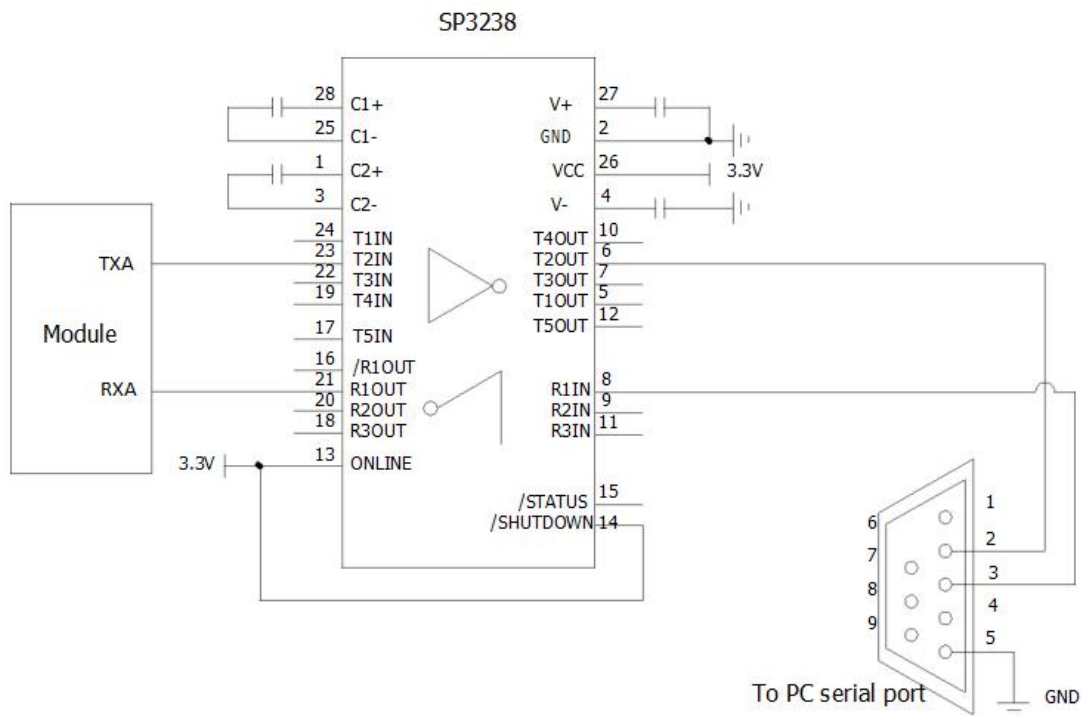 SP3238
28 C1+ V+ 27
25 C1- GND 2
1 C2+ VCC 26 3.3V
3 C2- V- 4
24 T1IN T4OUT 10
TXA 23 T2IN T2OUT 6
22 T3IN T3OUT 7
19 T4IN T1OUT 5
T5OUT 12
Module 17 T5IN
16 /R1OUT
RXA 21 R1OUT R1IN 8
20 R2OUT R2IN 9
18 R3OUT R3IN 11
3.3V 13 ONLINE
/STATUS 15
/SHUTDOWN 14
1
6
2
7
3
8
4
9
5
To PC serial port GND